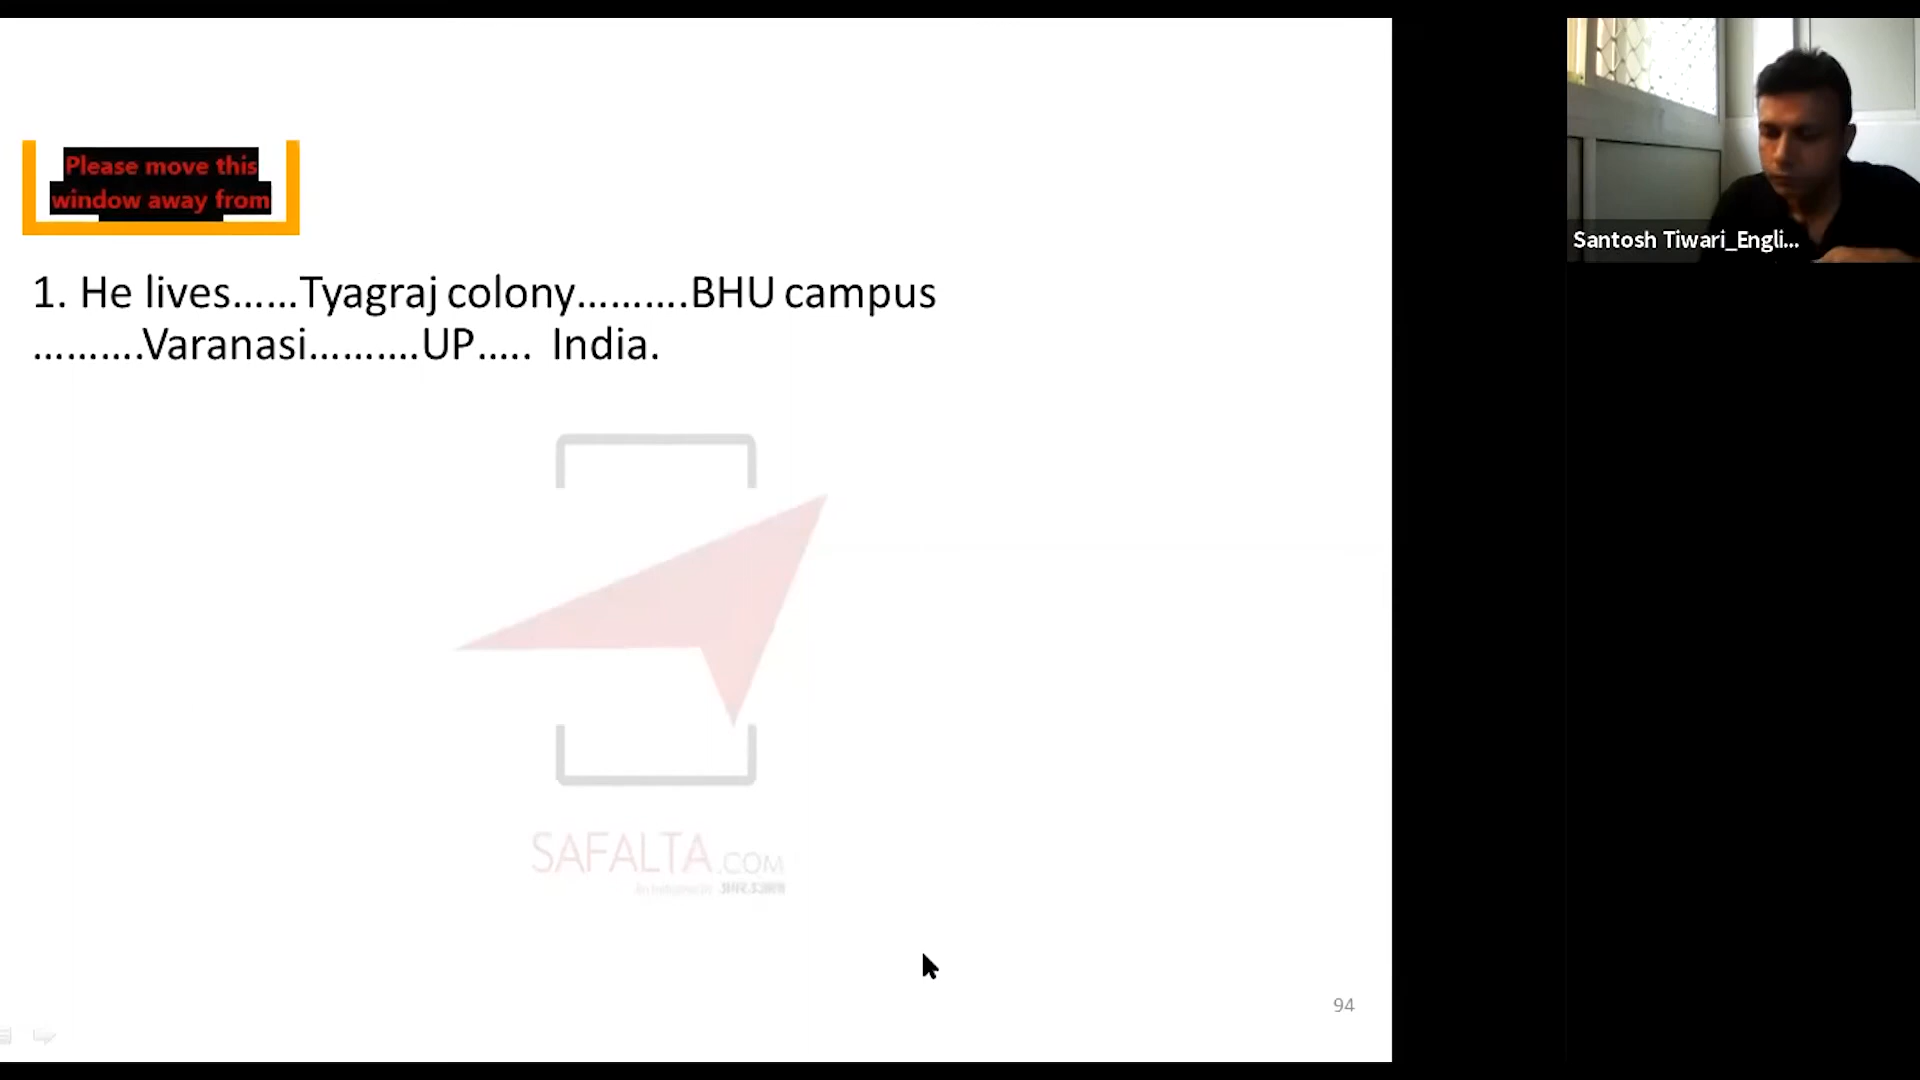 Please move this
window away from
1. He lives......Tyagraj colony..........BHU campus
..........Varanasi..........UP..... India.
Santosh Tiwari_Engli...
SAFALTA.COM
94